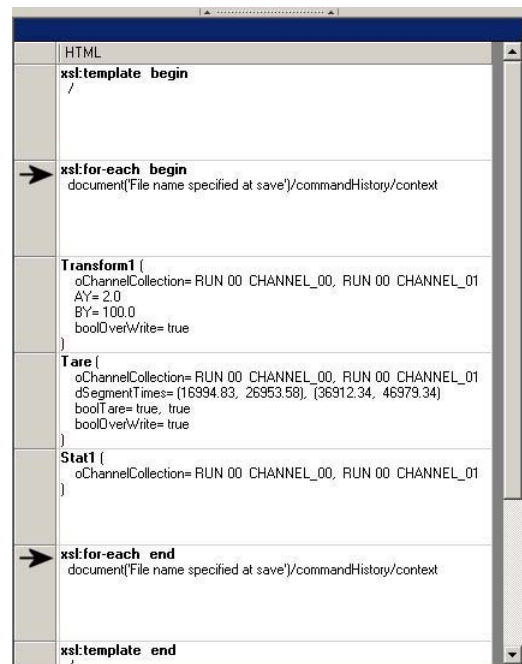 HTML
xsl:template begin
/
xsl:for-each begin
document('File name specified at save')/commandHistory/context
Transform1 (
oChannelCollection= RUN 00 CHANNEL_00, RUN 00 CHANNEL_01
AY= 2.0
BY= 100.0
boolOverWrite= true
)
Tare (
oChannelCollection= RUN 00 CHANNEL_00, RUN 00 CHANNEL_01
dSegmentTimes= (16994.83, 26953.58), (36912.34, 46979.34)
boolTare= true, true
boolOverWrite= true
)
Stat1 (
oChannelCollection= RUN 00 CHANNEL_00, RUN 00 CHANNEL_01
)
xsl:for-each end
document('File name specified at save')/commandHistory/context
xsl:template end
/